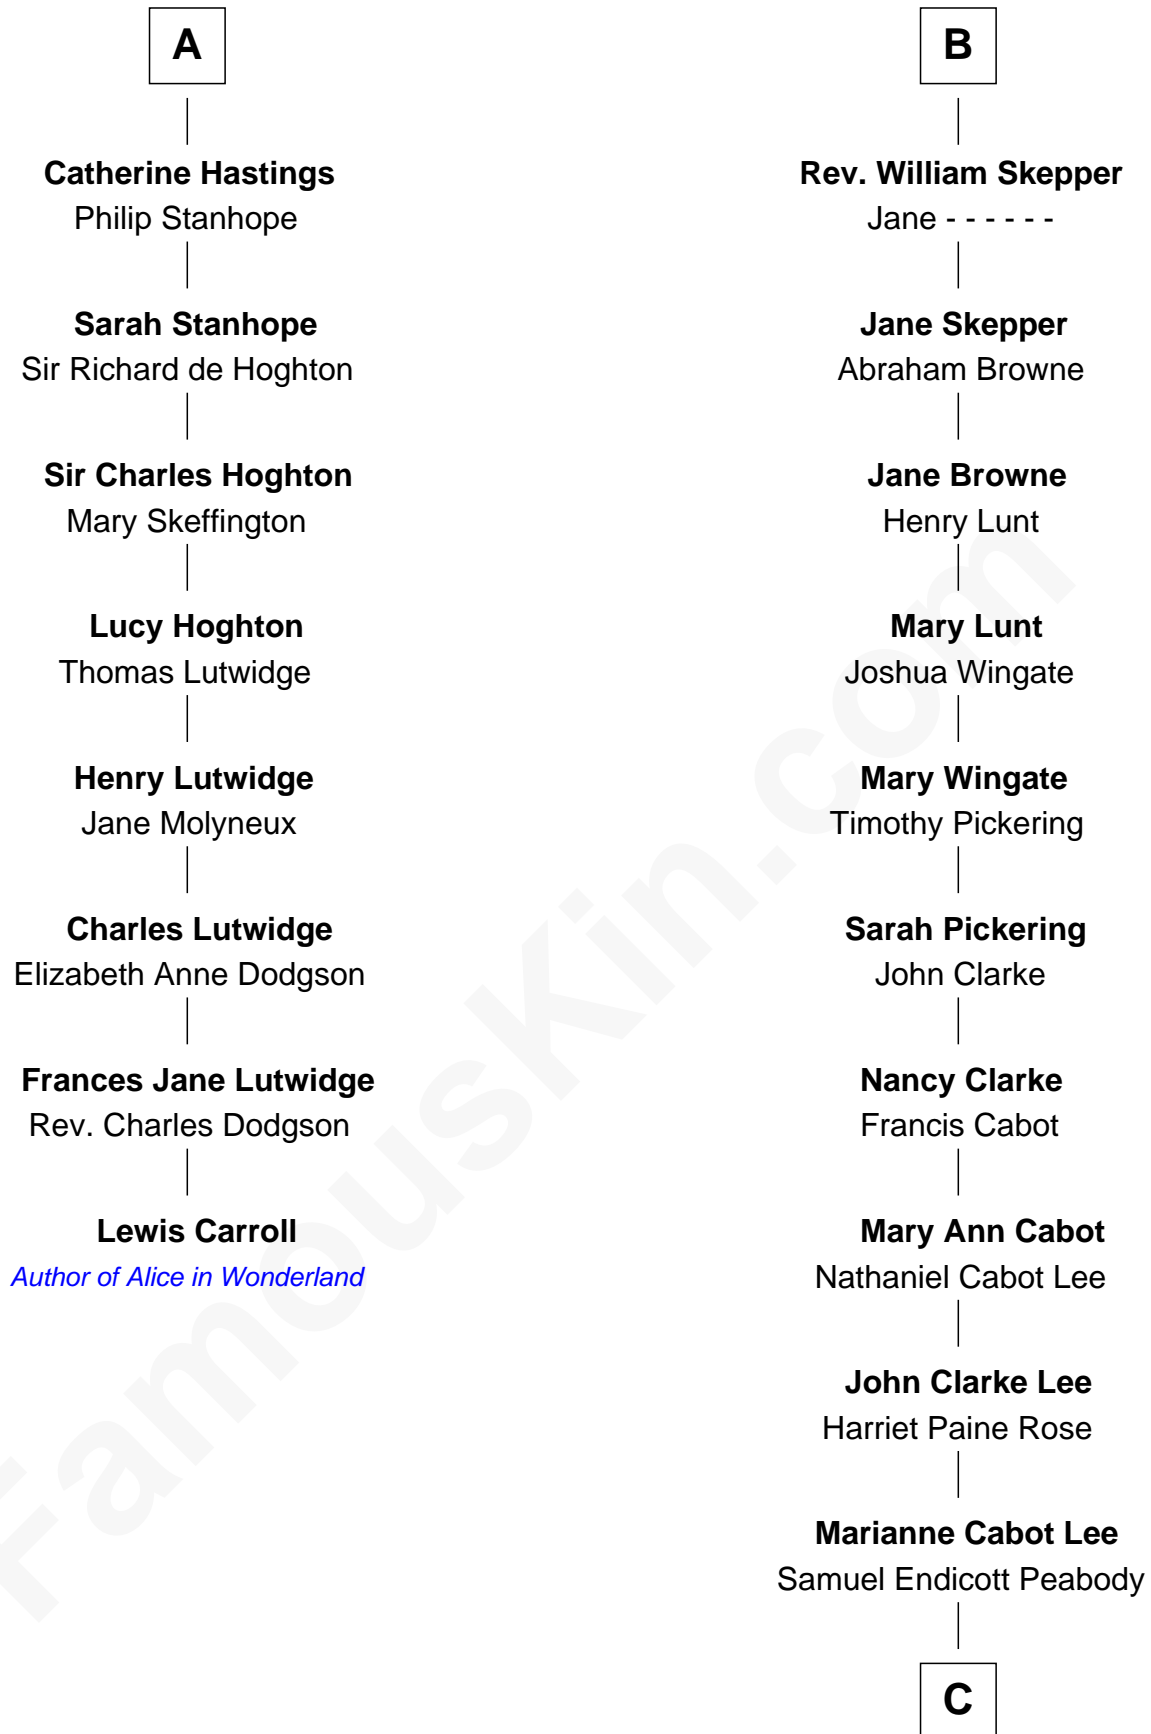 A
Catherine Hastings
Philip Stanhope
Sarah Stanhope
Sir Richard de Hoghton
Sir Charles Hoghton
Mary Skeffington
Lucy Hoghton
Thomas Lutwidge
Henry Lutwidge
Jane Molyneux
Charles Lutwidge
Elizabeth Anne Dodgson
Frances Jane Lutwidge
Rev. Charles Dodgson
Lewis Carroll
Author of Alice in Wonderland
B
Rev. William Skepper
Jane - - - - - -
Jane Skepper
Abraham Browne
Jane Browne
Henry Lunt
Mary Lunt
Joshua Wingate
Mary Wingate
Timothy Pickering
Sarah Pickering
John Clarke
Nancy Clarke
Francis Cabot
Mary Ann Cabot
Nathaniel Cabot Lee
John Clarke Lee
Harriet Paine Rose
Marianne Cabot Lee
Samuel Endicott Peabody
C
FamousKin.com